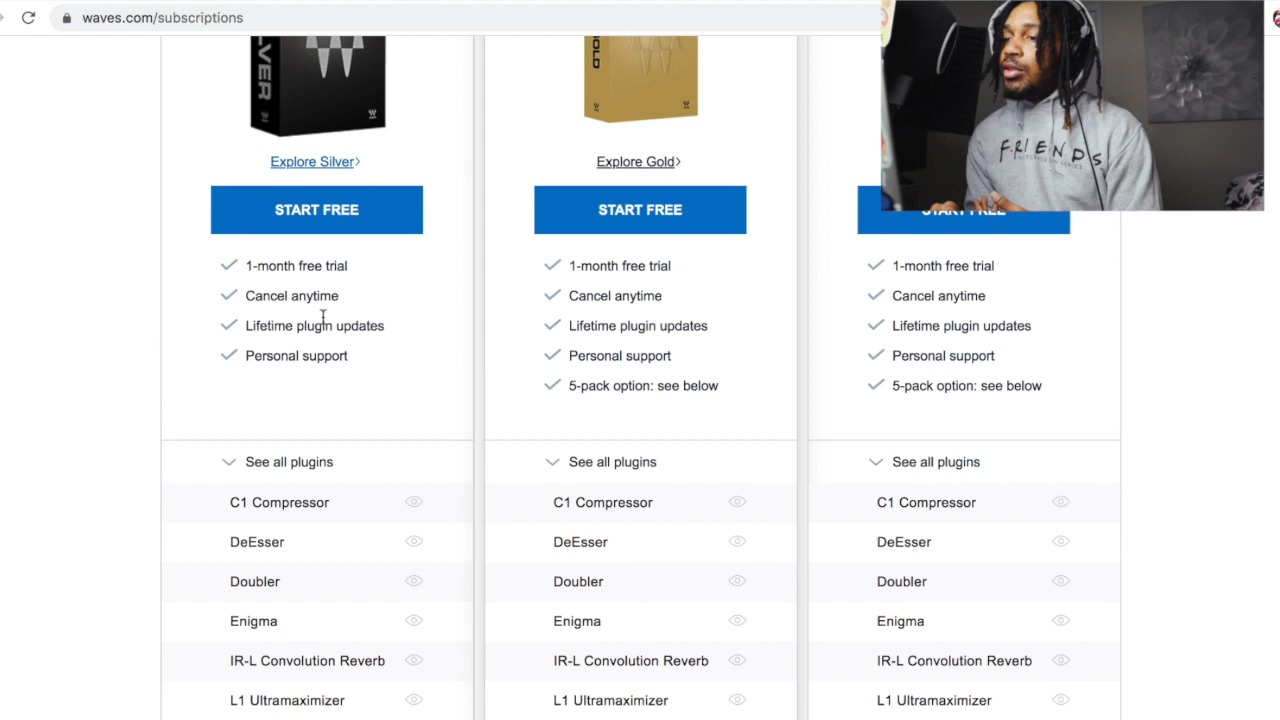 waves.com/subscriptions
LVER
OLD
Explore Silver›
Explore Gold›
START FREE
START FREE
START FREE
1-month free trial
Cancel anytime
Lifetime plugin updates
Personal support
1-month free trial
Cancel anytime
Lifetime plugin updates
Personal support
5-pack option: see below
1-month free trial
Cancel anytime
Lifetime plugin updates
Personal support
5-pack option: see below
See all plugins
C1 Compressor
DeEsser
Doubler
Enigma
IR-L Convolution Reverb
L1 Ultramaximizer
See all plugins
C1 Compressor
DeEsser
Doubler
Enigma
IR-L Convolution Reverb
L1 Ultramaximizer
See all plugins
C1 Compressor
DeEsser
Doubler
Enigma
IR-L Convolution Reverb
L1 Ultramaximizer
F·R·I·E·N·D·S